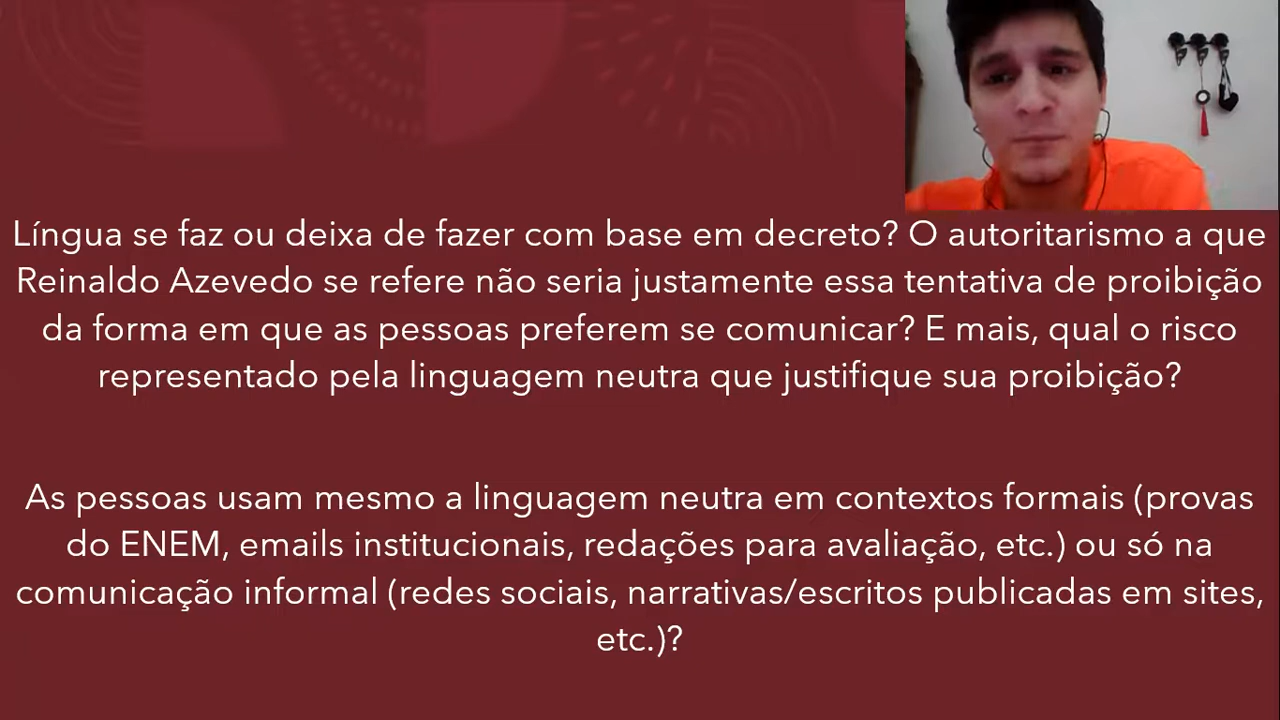 Língua se faz ou deixa de fazer com base em decreto? O autoritarismo a que
Reinaldo Azevedo se refere não seria justamente essa tentativa de proibição
da forma em que as pessoas preferem se comunicar? E mais, qual o risco
representado pela linguagem neutra que justifique sua proibição?
As pessoas usam mesmo a linguagem neutra em contextos formais (provas
do ENEM, emails institucionais, redações para avaliação, etc.) ou só na
comunicação informal (redes sociais, narrativas/escritos publicadas em sites,
etc.)?